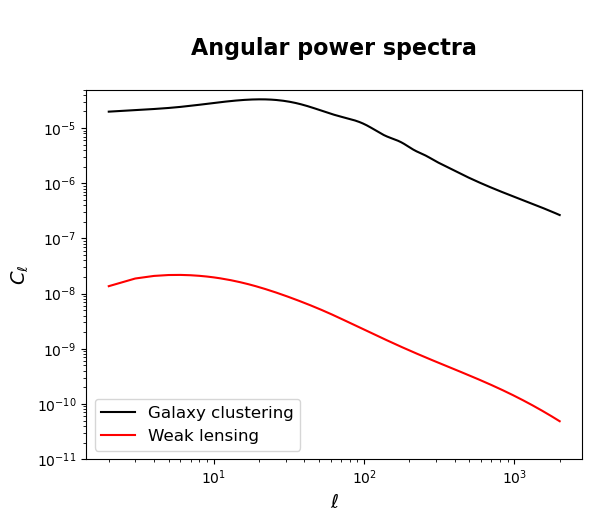 Angular power spectra
10⁻⁵
10⁻⁶
10⁻⁷
10⁻⁸
10⁻⁹
10⁻¹⁰
10⁻¹¹
C_ℓ
Galaxy clustering
Weak lensing
10¹ 10² 10³
ℓ